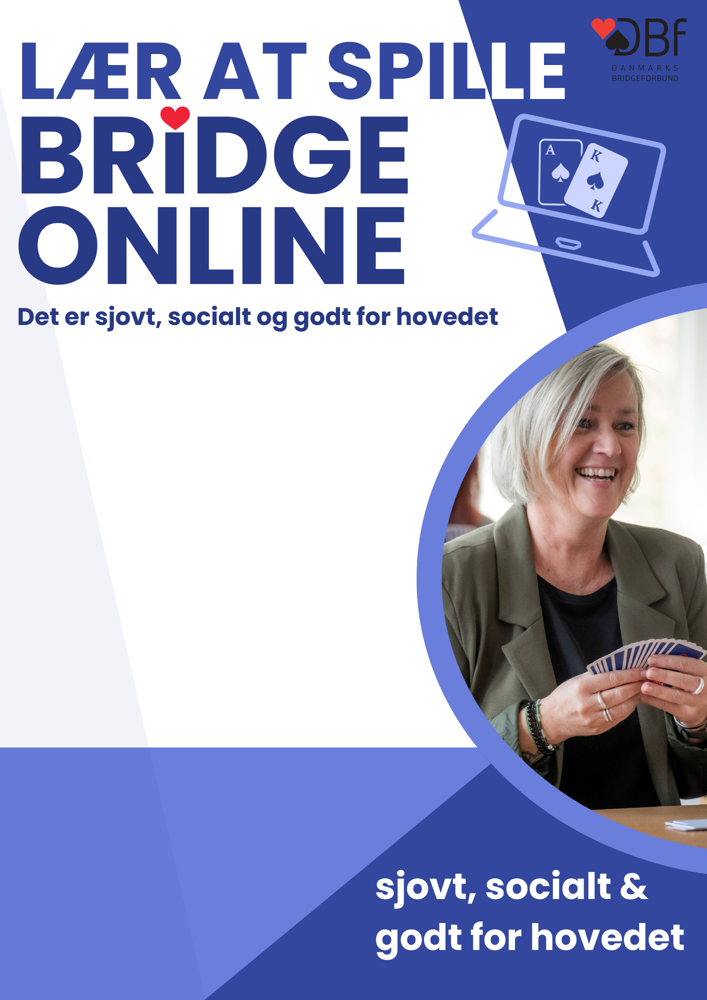 LÆR AT SPILLE
DBf
DANMARKS
BRIDGEFORBUND
BRIDGE
ONLINE
A
K
K
Det er sjovt, socialt og godt for hovedet
sjovt, socialt &
godt for hovedet